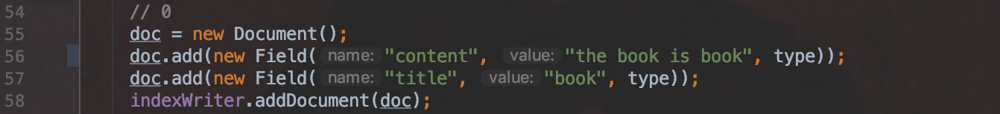 54 // 0
55 doc = new Document();
56 doc.add(new Field( name: "content", value: "the book is book", type));
57 doc.add(new Field( name: "title", value: "book", type));
58 indexWriter.addDocument(doc);